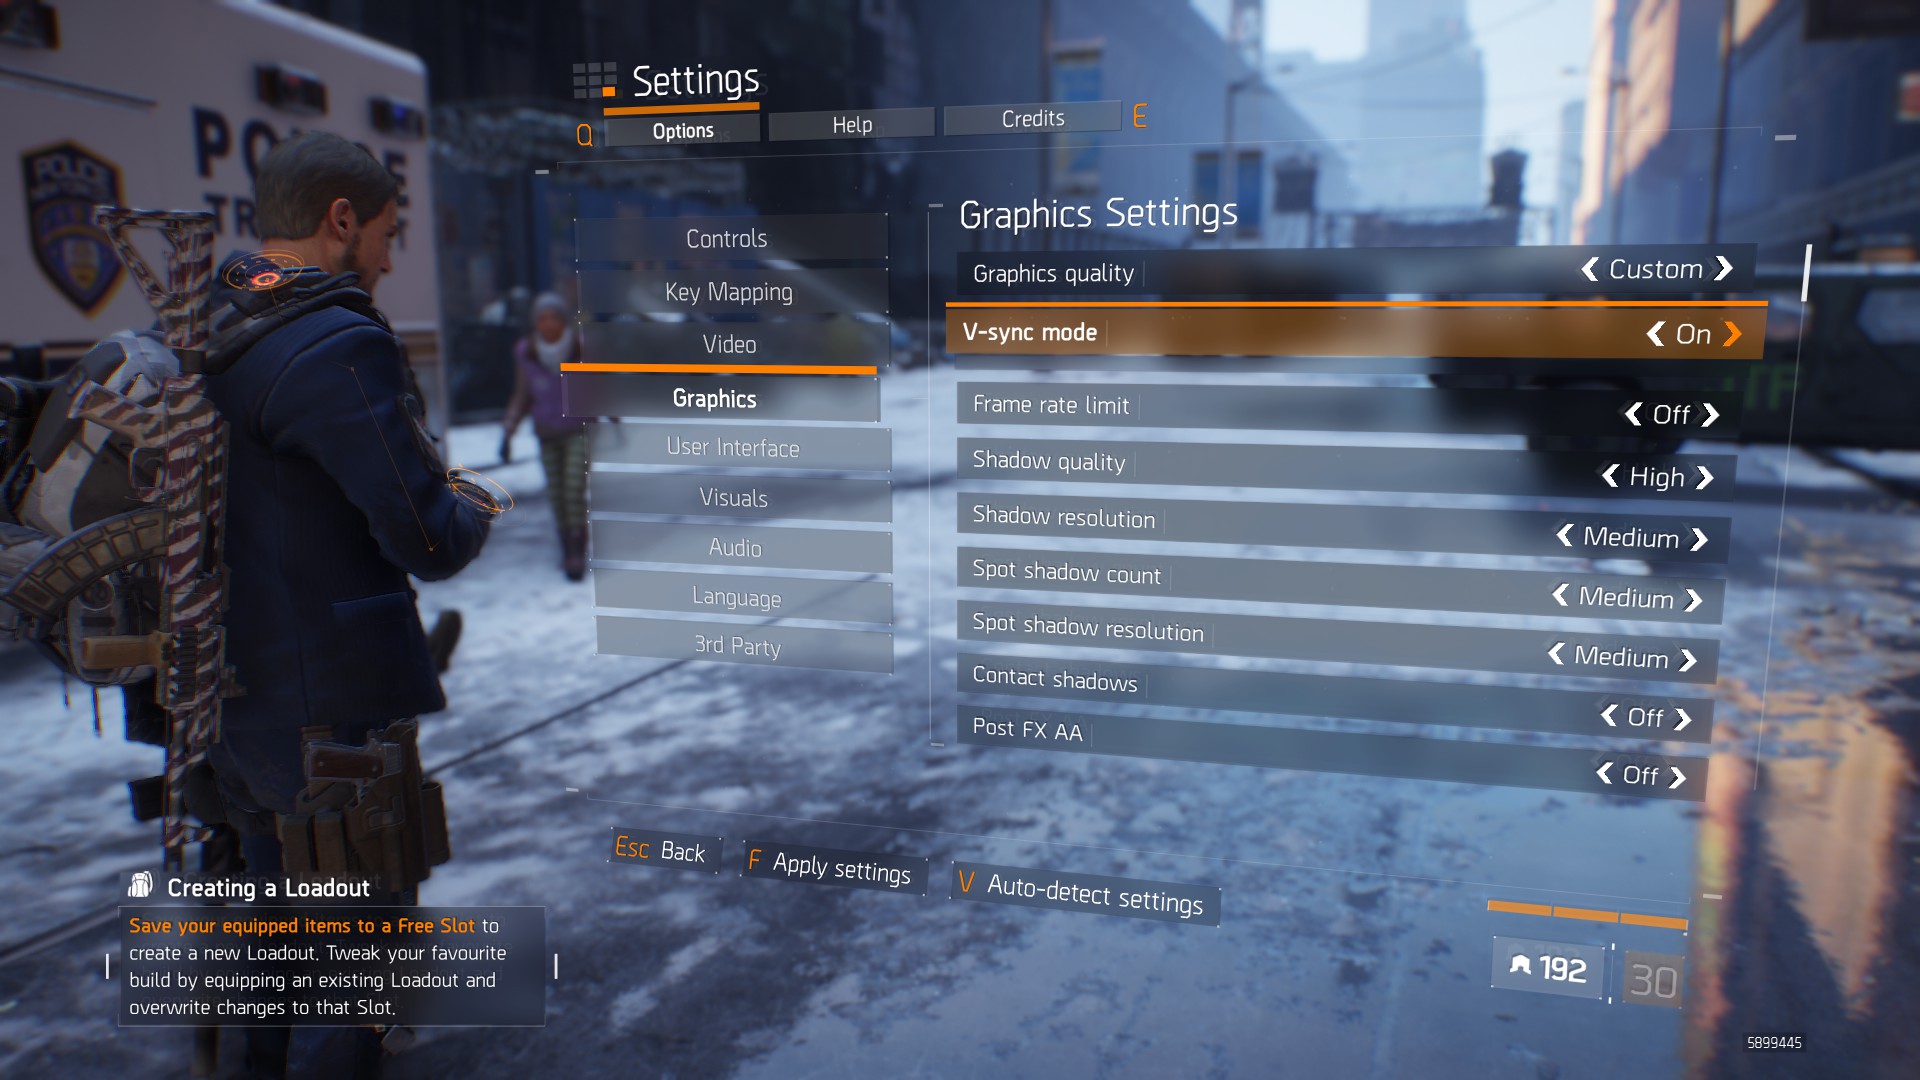 Settings
Q Options Help Credits E
Controls
Key Mapping
Video
Graphics
User Interface
Visuals
Audio
Language
3rd Party
Graphics Settings
Graphics quality Custom
V-sync mode On
Frame rate limit Off
Shadow quality High
Shadow resolution Medium
Spot shadow count Medium
Spot shadow resolution Medium
Contact shadows Off
Post FX AA Off
Esc Back F Apply settings V Auto-detect settings
Creating a Loadout
Save your equipped items to a Free Slot to
create a new Loadout. Tweak your favourite
build by equipping an existing Loadout and
overwrite changes to that Slot.
192 30
5899445
POLICE